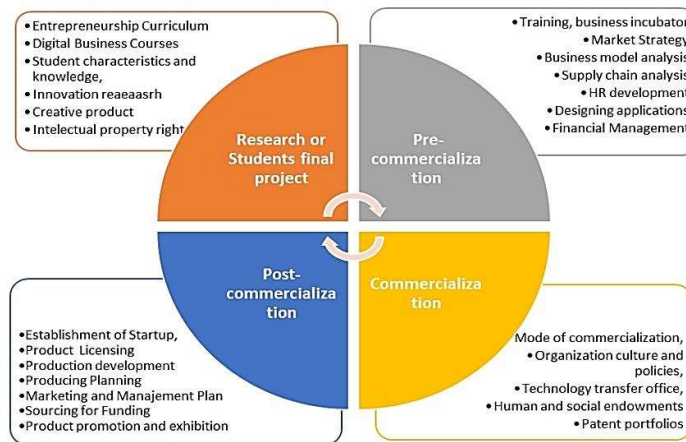 • Entrepreneurship Curriculum
• Digital Business Courses
• Student characteristics and
knowledge,
• Innovation reaeaasrh
• Creative product
• Intelectual property right
• Training, business incubator
• Market Strategy
• Business model analysis
• Supply chain analysis
• HR development
• Designing applications
• Financial Management
Research or
Students final
project
Pre-
commercializa
tion
Post-
commercializa
tion
Commercializa
tion
•Establishment of Startup,
•Product Licensing
•Production development
•Producing Planning
•Marketing and Manajement Plan
•Sourcing for Funding
•Product promotion and exhibition
Mode of commercialization,
• Organization culture and
policies,
•Technology transfer office,
•Human and social endowments
•Patent portfolios